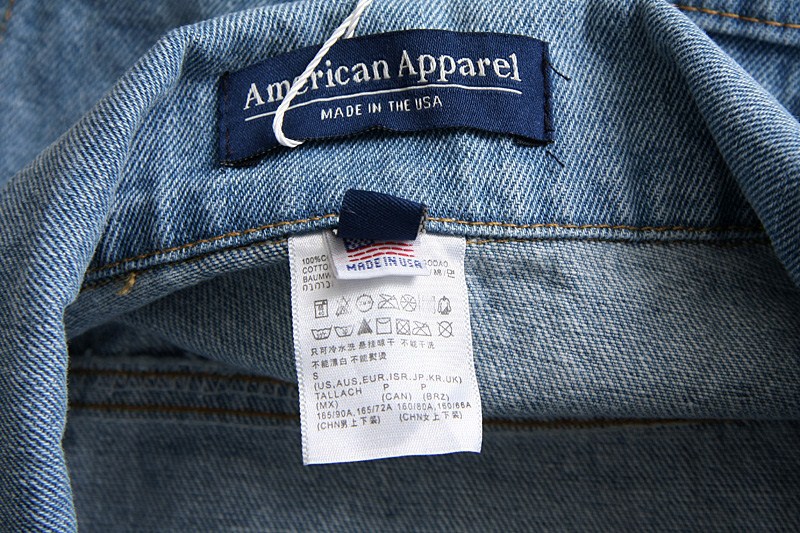 American Apparel
MADE IN THE USA
MADE IN USA
100%
COTTO
BAUMW
只可冷水洗 悬挂晾干 不能干洗
不能漂白 不能熨烫
S
(US,AUS,EUR,ISR,JP,KR,UK)
TALLACH P P
(MX) (CAN) (BRZ)
165/90A,165/72A 160/80A,160/66A
(CHN男上下装) (CHN女上下装)